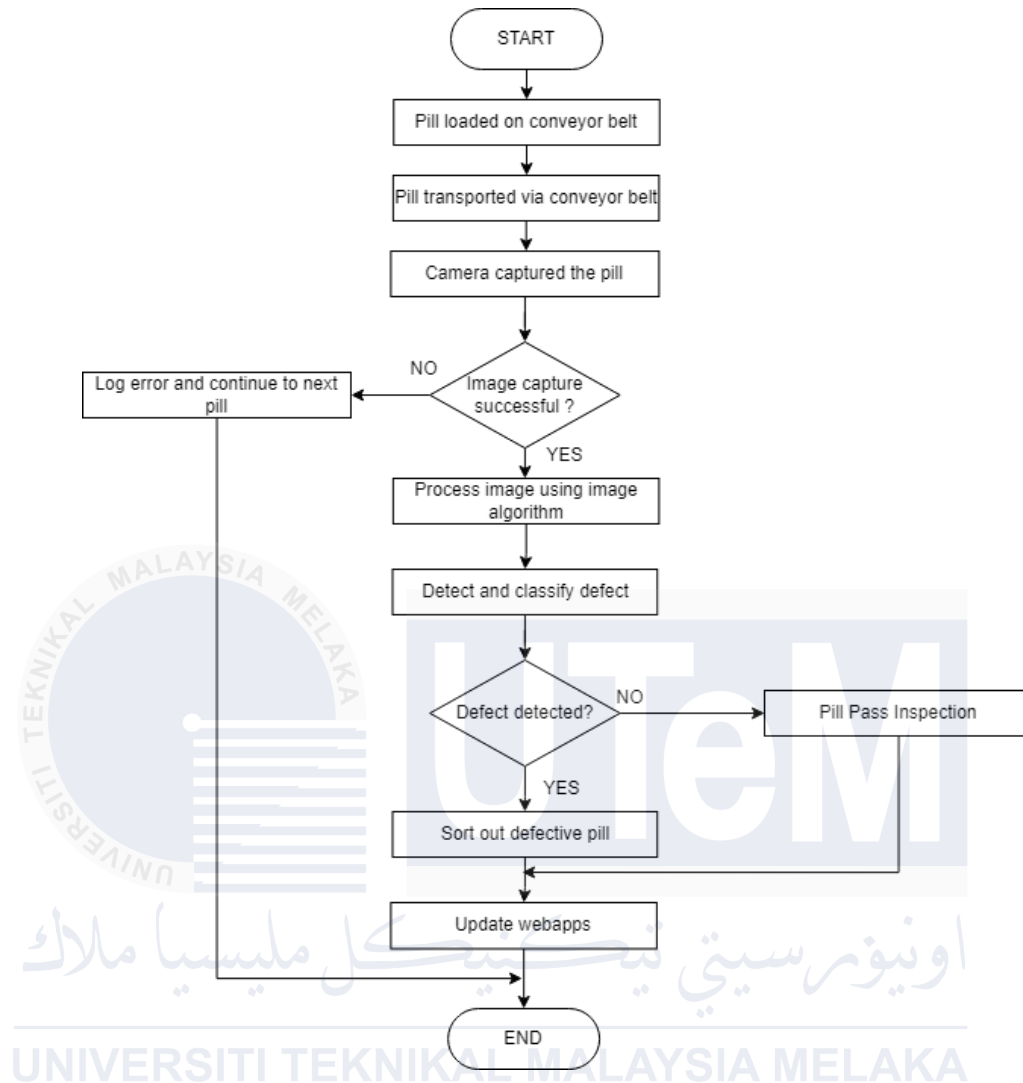 START
Pill loaded on conveyor belt
Pill transported via conveyor belt
Camera captured the pill
NO
Image capture
successful ?
Log error and continue to next
pill
YES
Process image using image
algorithm
Detect and classify defect
Defect detected?
NO
Pill Pass Inspection
YES
Sort out defective pill
Update webapps
END
UNIVERSITI TEKNIKAL MALAYSIA MELAKA
UTeM
اونيۏرسيتي تيکنيکل مليسيا ملاك
UNIVERSITI TEKNIKAL MALAYSIA MELAKA